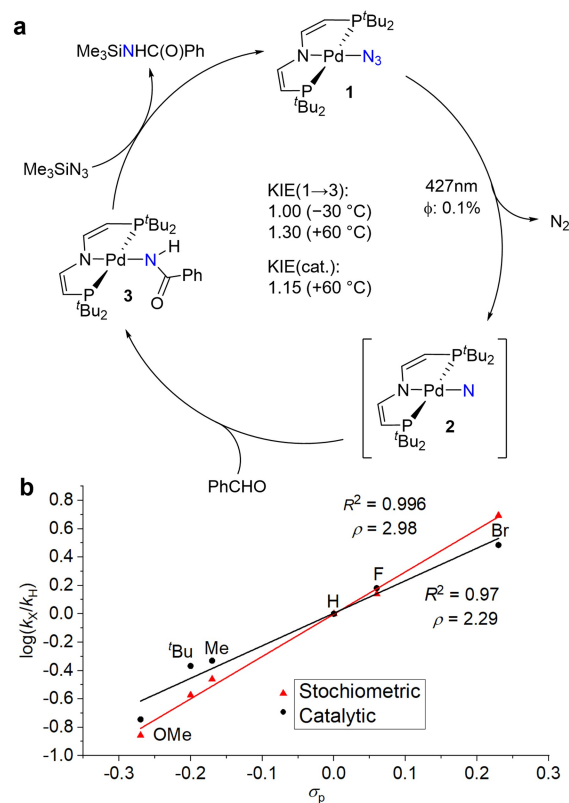 a
Me₃SiNHC(O)Ph
PᵗBu₂
N Pd N₃
P
ᵗBu₂
1
Me₃SiN₃
427nm
ϕ: 0.1%
N₂
KIE(1→3):
1.00 (−30 °C)
1.30 (+60 °C)
KIE(cat.):
1.15 (+60 °C)
PᵗBu₂
H
N Pd N
Ph
O
P
ᵗBu₂
3
PᵗBu₂
N Pd N
P
ᵗBu₂
2
PhCHO
b
log(kX/kH)
0.8
0.6
0.4
0.2
0.0
-0.2
-0.4
-0.6
-0.8
-1.0
R² = 0.996
ρ = 2.98
Br
F
H
R² = 0.97
ρ = 2.29
ᵗBu
Me
OMe
Stochiometric
Catalytic
-0.3 -0.2 -0.1 0.0 0.1 0.2 0.3
σp